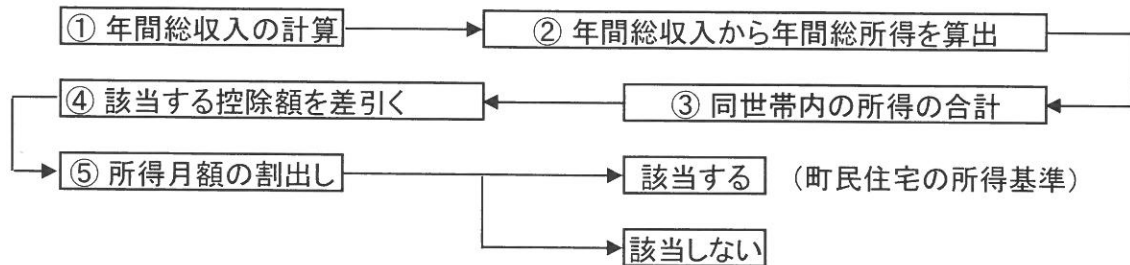 ① 年間総収入の計算
② 年間総収入から年間総所得を算出
③ 同世帯内の所得の合計
④ 該当する控除額を差引く
⑤ 所得月額の割出し
該当する (町民住宅の所得基準)
該当しない